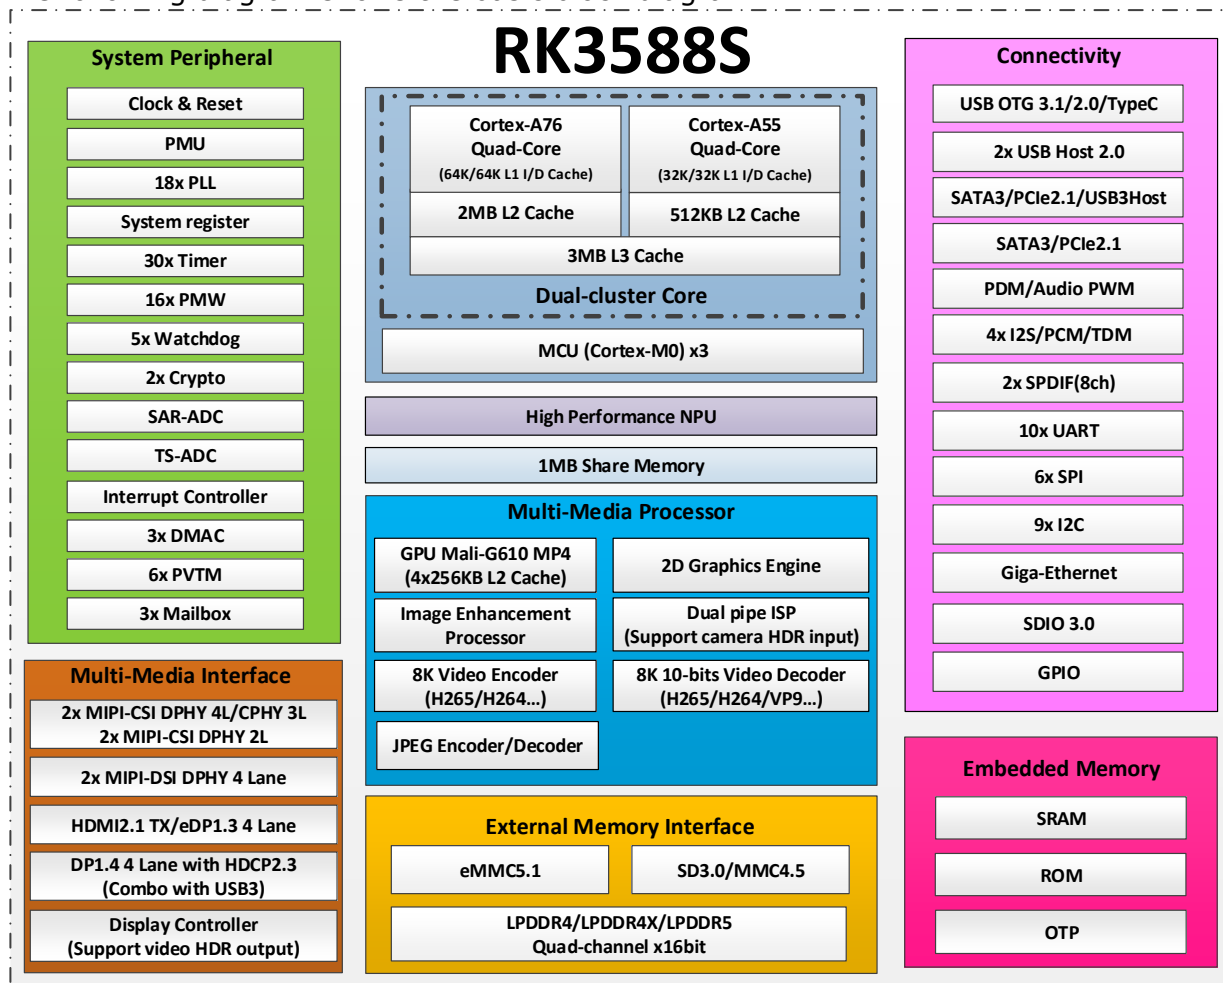 RK3588S
System Peripheral
Clock & Reset
PMU
18x PLL
System register
30x Timer
16x PMW
5x Watchdog
2x Crypto
SAR-ADC
TS-ADC
Interrupt Controller
3x DMAC
6x PVTM
3x Mailbox
Multi-Media Interface
2x MIPI-CSI DPHY 4L/CPHY 3L
2x MIPI-CSI DPHY 2L
2x MIPI-DSI DPHY 4 Lane
HDMI2.1 TX/eDP1.3 4 Lane
DP1.4 4 Lane with HDCP2.3
(Combo with USB3)
Display Controller
(Support video HDR output)
Cortex-A76
Quad-Core
(64K/64K L1 I/D Cache)
2MB L2 Cache
Cortex-A55
Quad-Core
(32K/32K L1 I/D Cache)
512KB L2 Cache
3MB L3 Cache
Dual-cluster Core
MCU (Cortex-M0) x3
High Performance NPU
1MB Share Memory
Multi-Media Processor
GPU Mali-G610 MP4
(4x256KB L2 Cache)
2D Graphics Engine
Image Enhancement
Processor
Dual pipe ISP
(Support camera HDR input)
8K Video Encoder
(H265/H264...)
8K 10-bits Video Decoder
(H265/H264/VP9...)
JPEG Encoder/Decoder
External Memory Interface
eMMC5.1
SD3.0/MMC4.5
LPDDR4/LPDDR4X/LPDDR5
Quad-channel x16bit
Connectivity
USB OTG 3.1/2.0/TypeC
2x USB Host 2.0
SATA3/PCIe2.1/USB3Host
SATA3/PCIe2.1
PDM/Audio PWM
4x I2S/PCM/TDM
2x SPDIF(8ch)
10x UART
6x SPI
9x I2C
Giga-Ethernet
SDIO 3.0
GPIO
Embedded Memory
SRAM
ROM
OTP